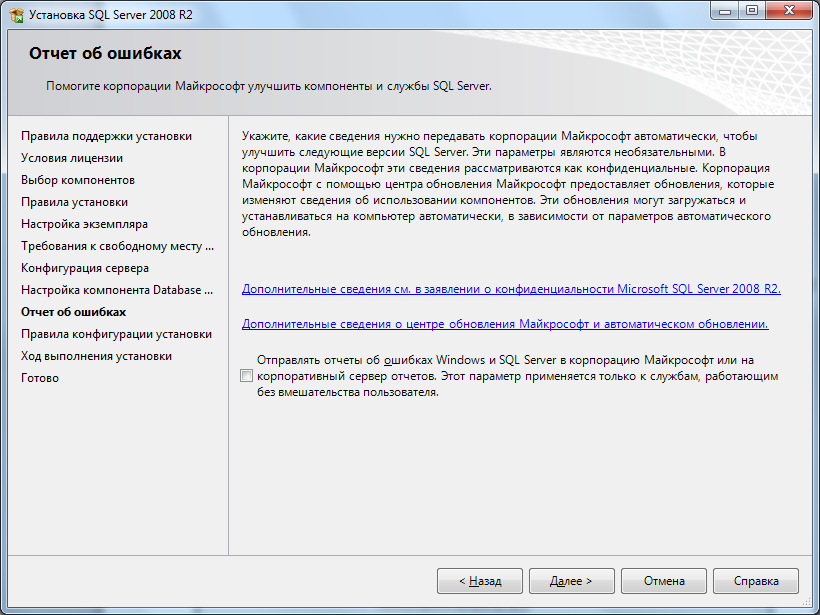 Установка SQL Server 2008 R2
Отчет об ошибках
Помогите корпорации Майкрософт улучшить компоненты и службы SQL Server.
Правила поддержки установки
Условия лицензии
Выбор компонентов
Правила установки
Настройка экземпляра
Требования к свободному месту ...
Конфигурация сервера
Настройка компонента Database ...
Отчет об ошибках
Правила конфигурации установки
Ход выполнения установки
Готово
Укажите, какие сведения нужно передавать корпорации Майкрософт автоматически, чтобы
улучшить следующие версии SQL Server. Эти параметры являются необязательными. В
корпорации Майкрософт эти сведения рассматриваются как конфиденциальные. Корпорация
Майкрософт с помощью центра обновления Майкрософт предоставляет обновления, которые
изменяют сведения об использовании компонентов. Эти обновления могут загружаться и
устанавливаться на компьютер автоматически, в зависимости от параметров автоматического
обновления.
Дополнительные сведения см. в заявлении о конфиденциальности Microsoft SQL Server 2008 R2.
Дополнительные сведения о центре обновления Майкрософт и автоматическом обновлении.
Отправлять отчеты об ошибках Windows и SQL Server в корпорацию Майкрософт или на
корпоративный сервер отчетов. Этот параметр применяется только к службам, работающим
без вмешательства пользователя.
< Назад
Далее >
Отмена
Справка